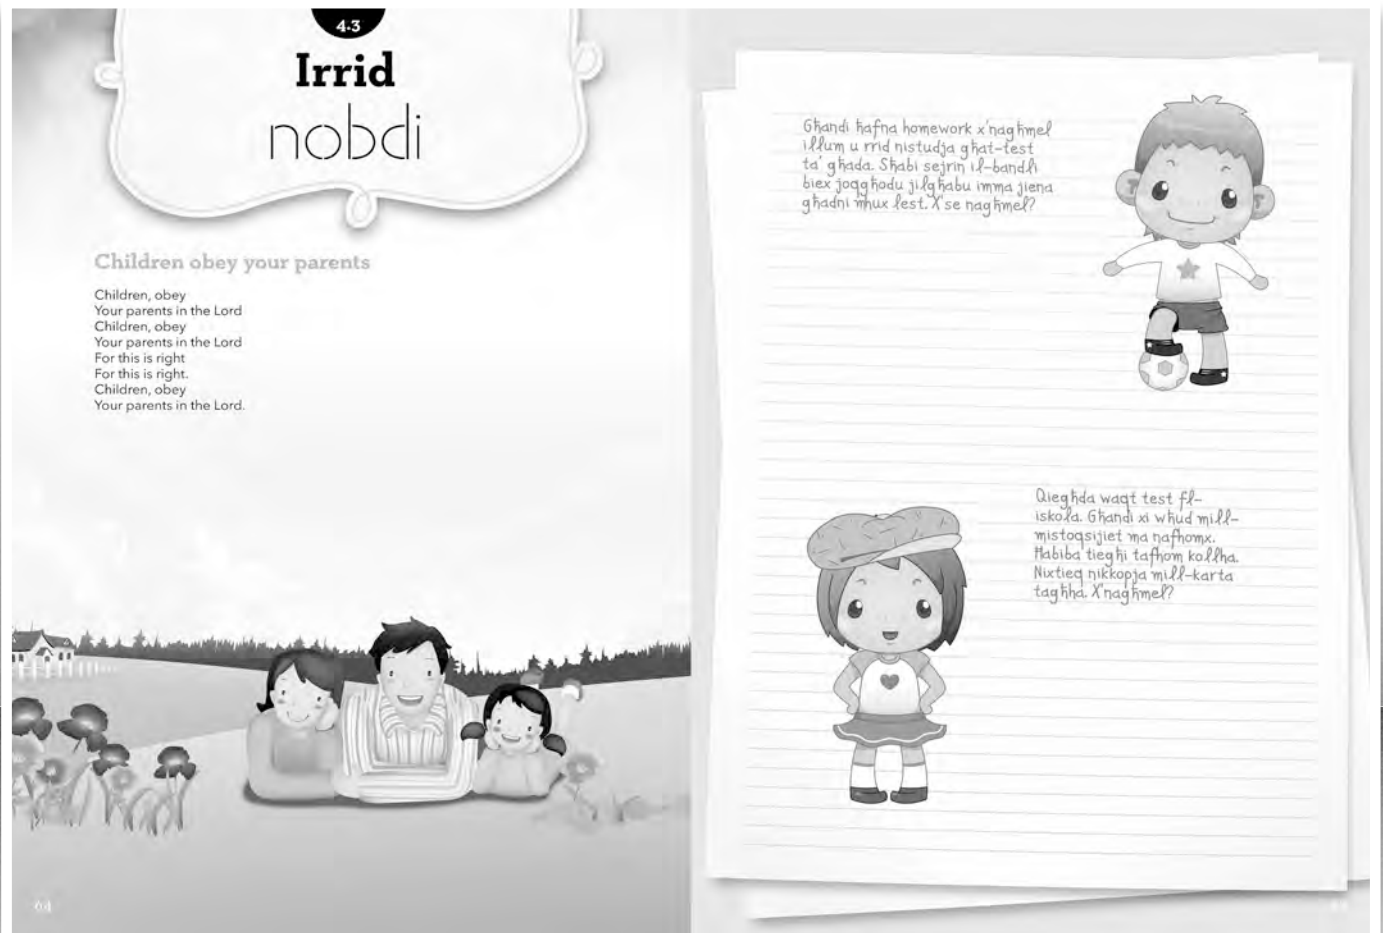 4.3
Irrid
nobdi
Children obey your parents
Children, obey
Your parents in the Lord
Children, obey
Your parents in the Lord
For this is right
For this is right.
Children, obey
Your parents in the Lord.
64
Għandi ħafna homework x'nagħmel
illum u rrid nistudja għat-test
ta' għada. Sħabi sejrin il-bandli
biex joqgħodu jilgħabu imma jiena
għadni mhux lest. X'se nagħmel?
Qiegħda waqt test fl-
iskola. Għandi xi wħud mill-
mistoqsijiet ma nafhomx.
Ħabiba tiegħi tafhom kollha.
Nixtieq nikkopja mill-karta
tagħha. X'nagħmel?